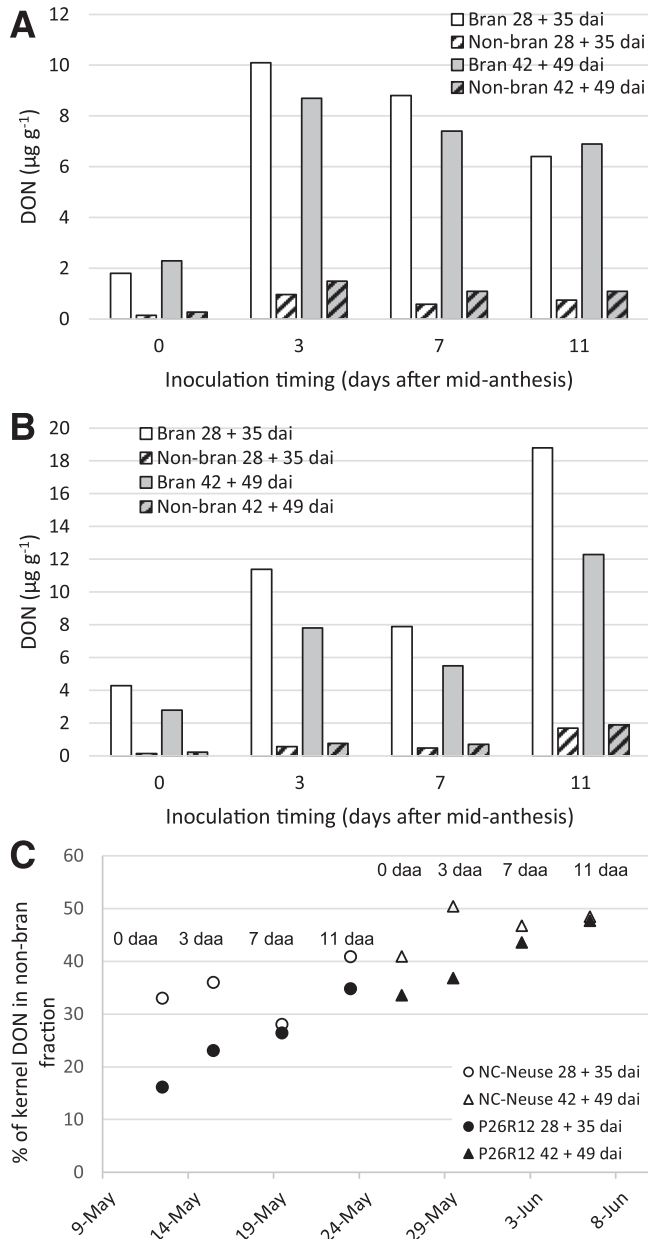 A
12
10
8
6
4
2
0
DON (µg g-1)
Bran 28 + 35 dai
Non-bran 28 + 35 dai
Bran 42 + 49 dai
Non-bran 42 + 49 dai
0 3 7 11
Inoculation timing (days after mid-anthesis)
B
20
18
16
14
12
10
8
6
4
2
0
DON (µg g-1)
Bran 28 + 35 dai
Non-bran 28 + 35 dai
Bran 42 + 49 dai
Non-bran 42 + 49 dai
0 3 7 11
Inoculation timing (days after mid-anthesis)
C
60
50
40
30
20
10
0
% of kernel DON in non-bran
fraction
0 daa 3 daa 7 daa 11 daa
0 daa 3 daa 7 daa 11 daa
NC-Neuse 28 + 35 dai
NC-Neuse 42 + 49 dai
P26R12 28 + 35 dai
P26R12 42 + 49 dai
9-May 14-May 19-May 24-May 29-May 3-Jun 8-Jun